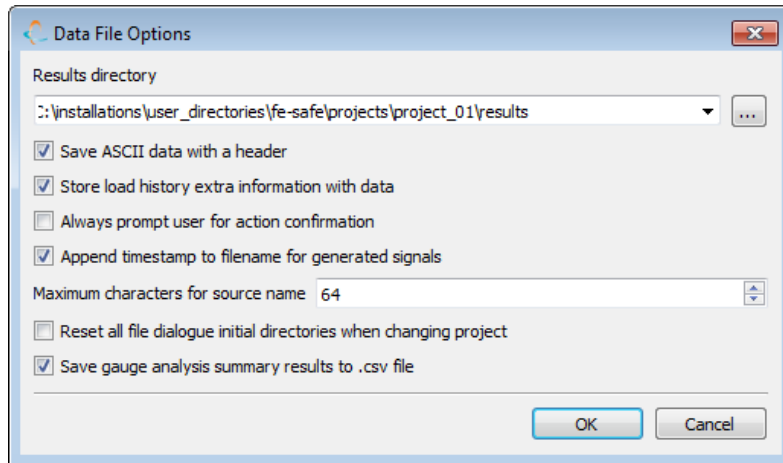 Data File Options
Results directory
:\installations\user_directories\fe-safe\projects\project_01\results
...
Save ASCII data with a header
Store load history extra information with data
Always prompt user for action confirmation
Append timestamp to filename for generated signals
Maximum characters for source name 64
Reset all file dialogue initial directories when changing project
Save gauge analysis summary results to .csv file
OK Cancel